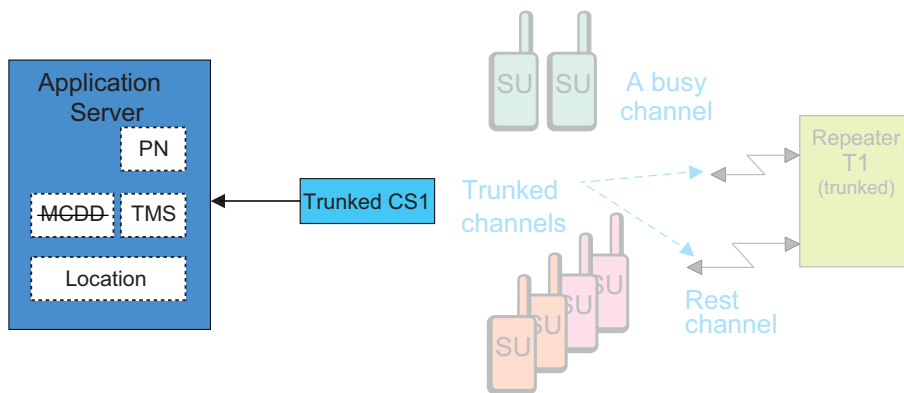 Application
Server
PN
MCDD
TMS
Location
Trunked CS1
SU
SU
A busy
channel
Trunked
channels
Repeater
T1
(trunked)
SU
SU
SU
SU
Rest
channel